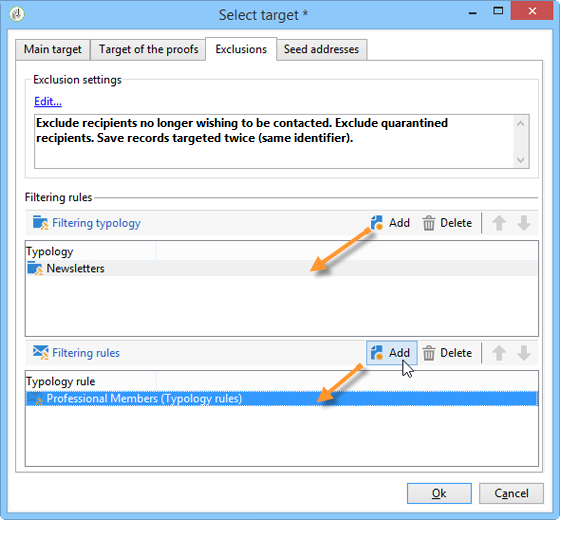 Select target *
Main target Target of the proofs Exclusions Seed addresses
Exclusion settings
Edit...
Exclude recipients no longer wishing to be contacted. Exclude quarantined
recipients. Save records targeted twice (same identifier).
Filtering rules
Filtering typology Add Delete
Typology
Newsletters
Filtering rules Add Delete
Typology rule
Professional Members (Typology rules)
Ok Cancel